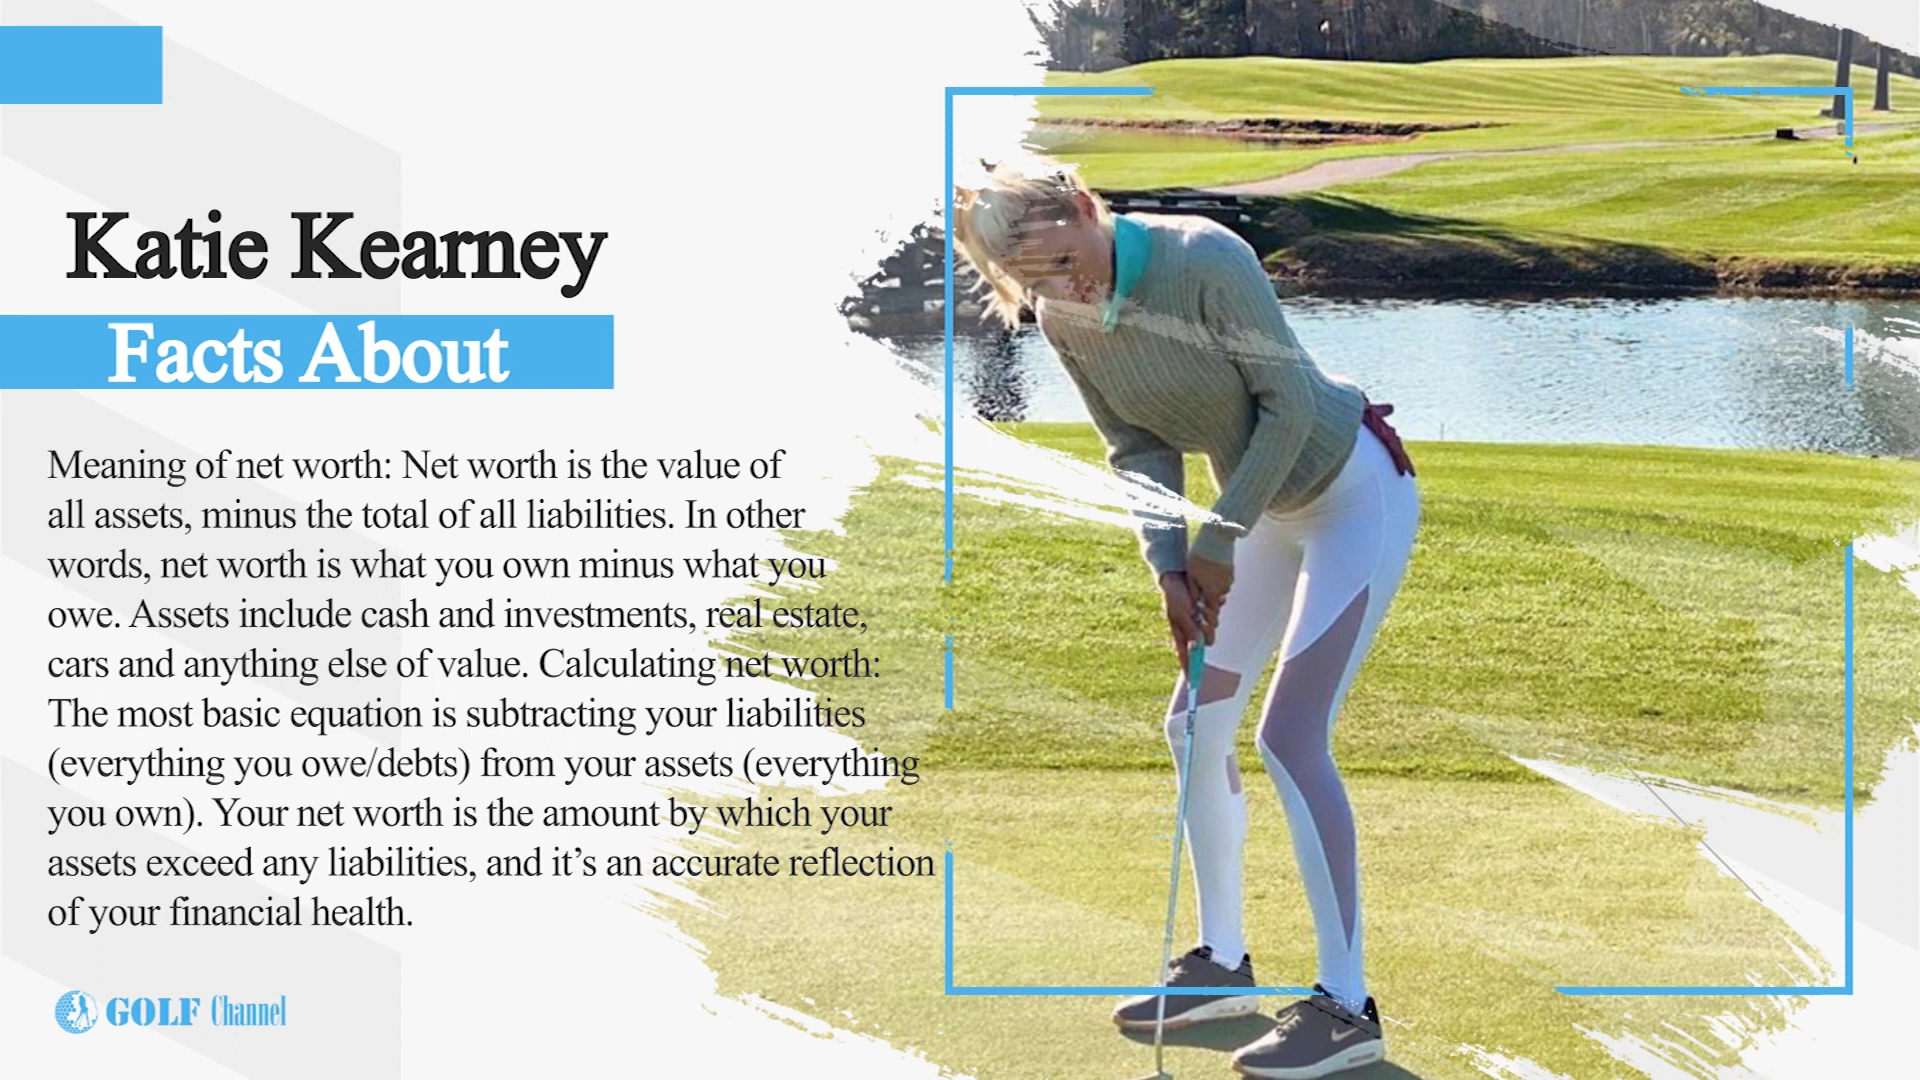 Katie Kearney
Facts About
Meaning of net worth: Net worth is the value of
all assets, minus the total of all liabilities. In other
words, net worth is what you own minus what you
owe. Assets include cash and investments, real estate,
cars and anything else of value. Calculating net worth:
The most basic equation is subtracting your liabilities
(everything you owe/debts) from your assets (everything
you own). Your net worth is the amount by which your
assets exceed any liabilities, and it’s an accurate reflection
of your financial health.
GOLF Channel